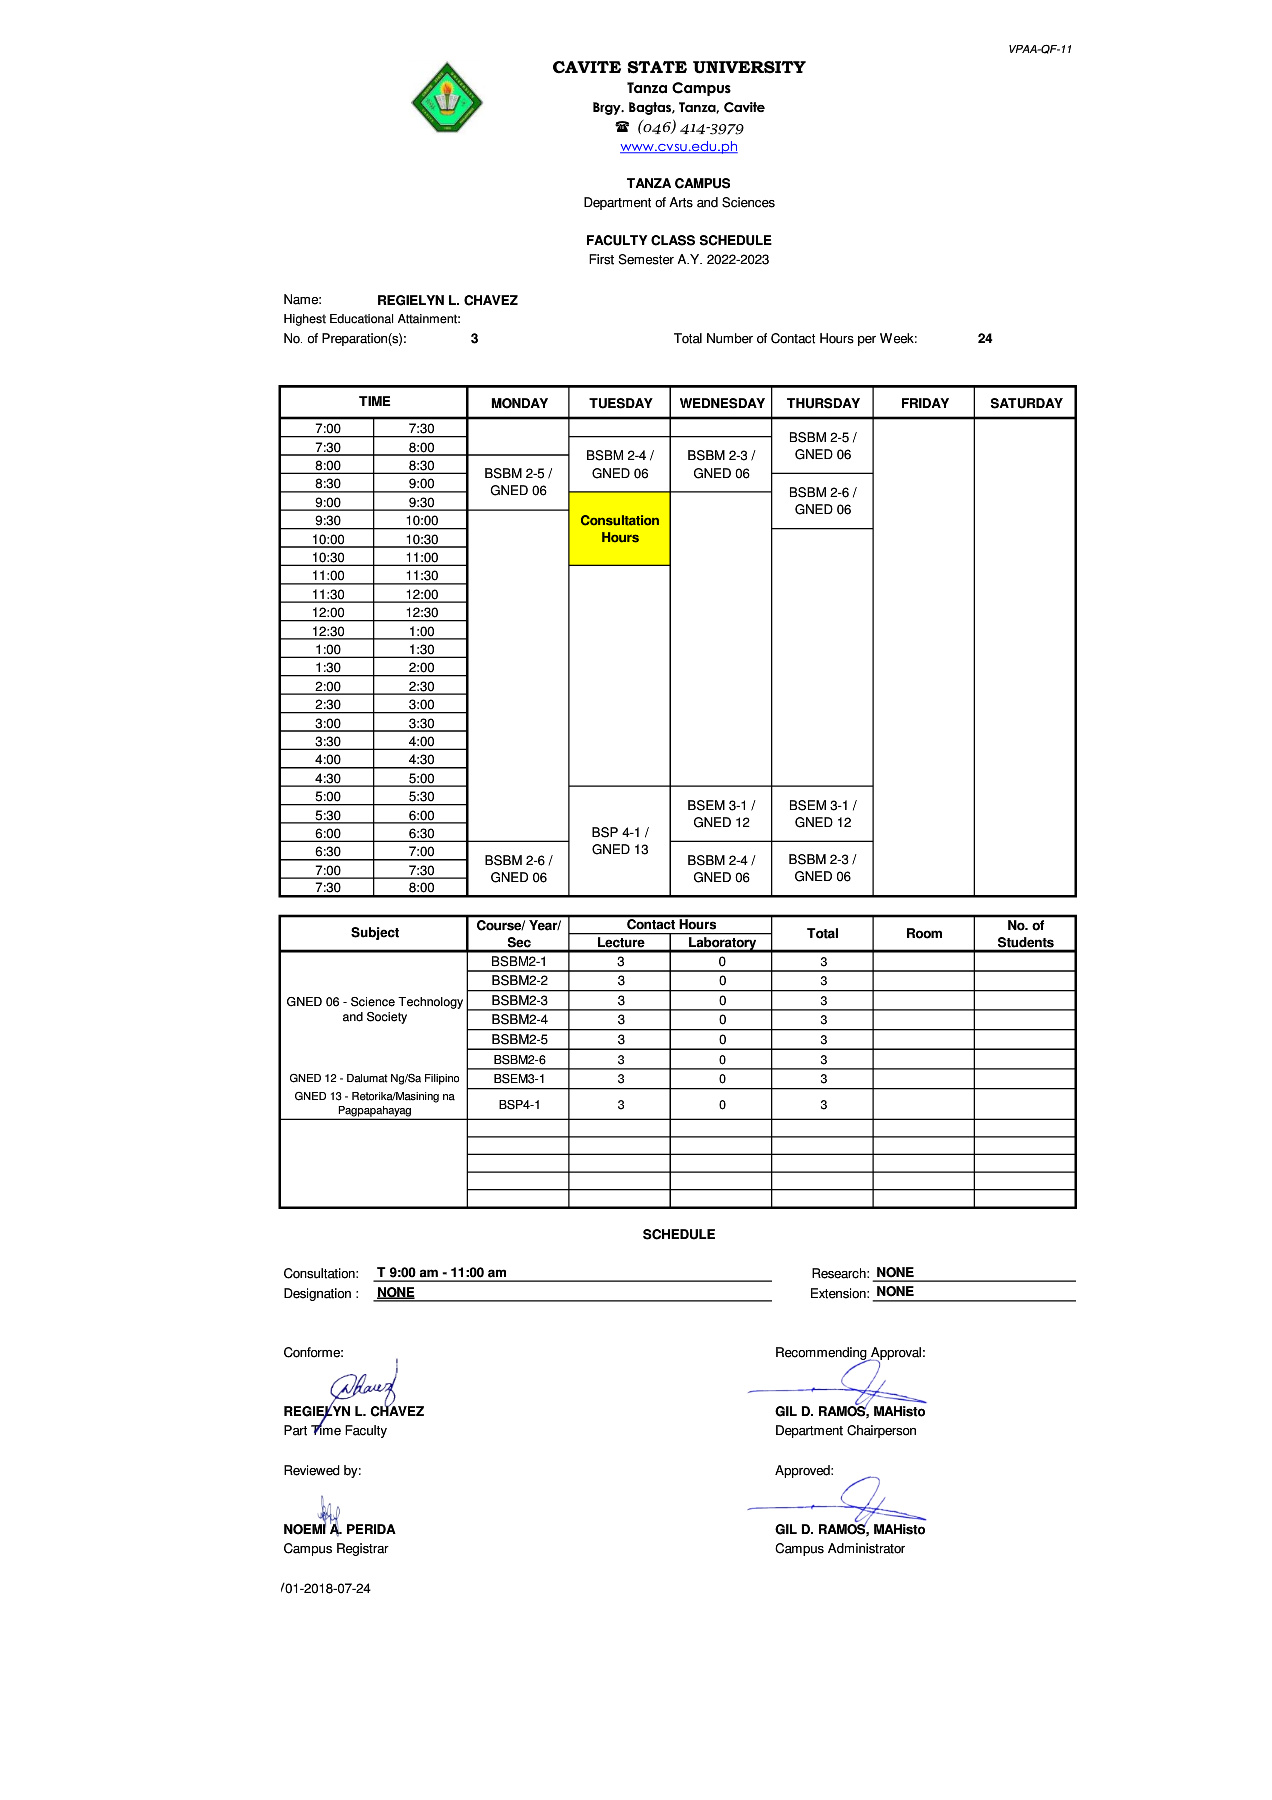 VPAA-QF-11
CAVITE STATE UNIVERSITY
Tanza Campus
Brgy. Bagtas, Tanza, Cavite
☎ (046) 414-3979
www.cvsu.edu.ph
TANZA CAMPUS
Department of Arts and Sciences
FACULTY CLASS SCHEDULE
First Semester A.Y. 2022-2023
Name: REGIELYN L. CHAVEZ
Highest Educational Attainment:
No. of Preparation(s): 3 Total Number of Contact Hours per Week: 24
TIME MONDAY TUESDAY WEDNESDAY THURSDAY FRIDAY SATURDAY
7:00 7:30
7:30 8:00
8:00 8:30
8:30 9:00
9:00 9:30
9:30 10:00
10:00 10:30
10:30 11:00
11:00 11:30
11:30 12:00
12:00 12:30
12:30 1:00
1:00 1:30
1:30 2:00
2:00 2:30
2:30 3:00
3:00 3:30
3:30 4:00
4:00 4:30
4:30 5:00
5:00 5:30
5:30 6:00
6:00 6:30
6:30 7:00
7:00 7:30
7:30 8:00
BSBM 2-5 /
GNED 06
BSBM 2-6 /
GNED 06
BSBM 2-4 /
GNED 06
Consultation
Hours
BSP 4-1 /
GNED 13
BSBM 2-3 /
GNED 06
BSEM 3-1 /
GNED 12
BSBM 2-4 /
GNED 06
BSBM 2-5 /
GNED 06
BSBM 2-6 /
GNED 06
BSEM 3-1 /
GNED 12
BSBM 2-3 /
GNED 06
Subject Course/ Year/ Sec Contact Hours Total Room No. of Students
Lecture Laboratory
GNED 06 - Science Technology
and Society
BSBM2-1 3 0 3
BSBM2-2 3 0 3
BSBM2-3 3 0 3
BSBM2-4 3 0 3
BSBM2-5 3 0 3
BSBM2-6 3 0 3
GNED 12 - Dalumat Ng/Sa Filipino BSEM3-1 3 0 3
GNED 13 - Retorika/Masining na
Pagpapahayag
BSP4-1 3 0 3
SCHEDULE
Consultation: T 9:00 am - 11:00 am Research: NONE
Designation : NONE Extension: NONE
Conforme: Recommending Approval:
REGIELYN L. CHAVEZ GIL D. RAMOS, MAHisto
Part Time Faculty Department Chairperson
Reviewed by: Approved:
NOEMI A. PERIDA GIL D. RAMOS, MAHisto
Campus Registrar Campus Administrator
/01-2018-07-24